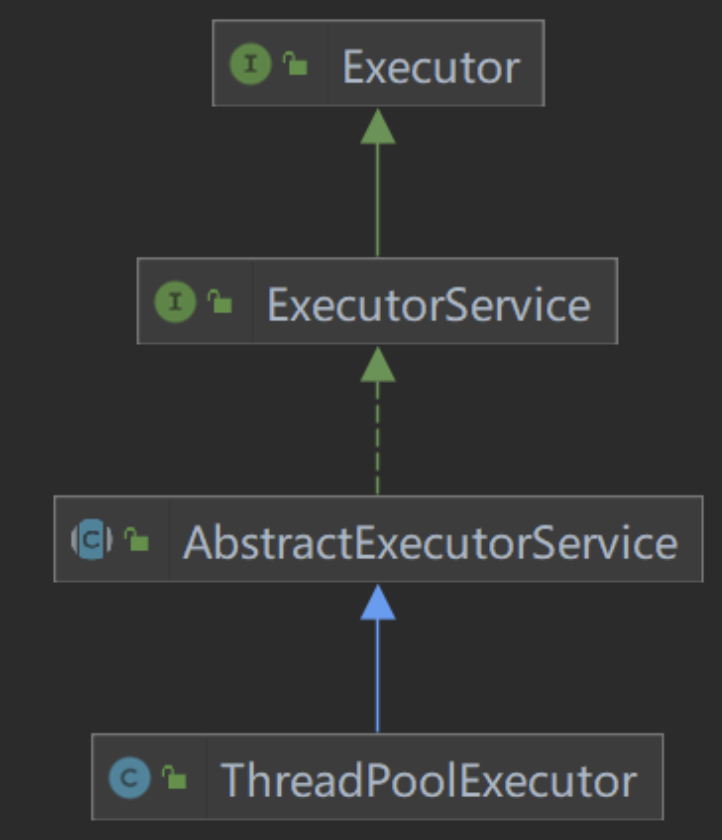 I Executor
I ExecutorService
C AbstractExecutorService
C ThreadPoolExecutor